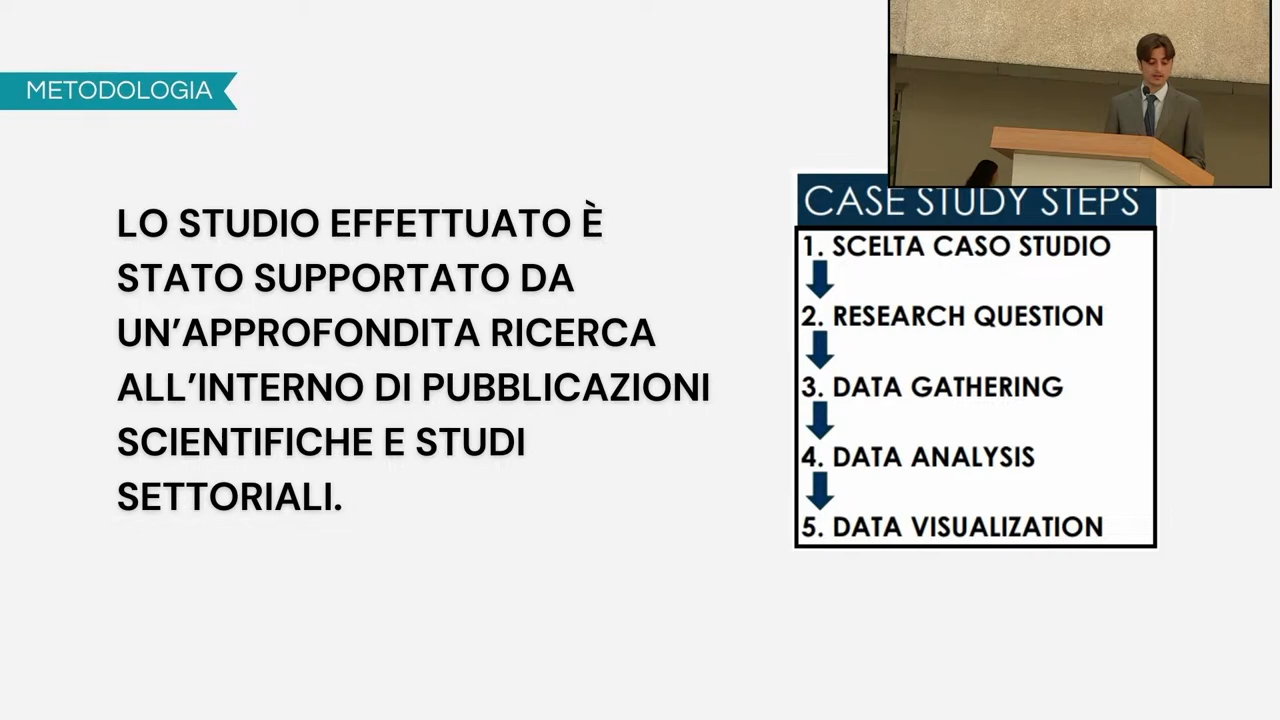 METODOLOGIA
LO STUDIO EFFETTUATO È
STATO SUPPORTATO DA
UN’APPROFONDITA RICERCA
ALL’INTERNO DI PUBBLICAZIONI
SCIENTIFICHE E STUDI
SETTORIALI.
CASE STUDY STEPS
1. SCELTA CASO STUDIO
2. RESEARCH QUESTION
3. DATA GATHERING
4. DATA ANALYSIS
5. DATA VISUALIZATION